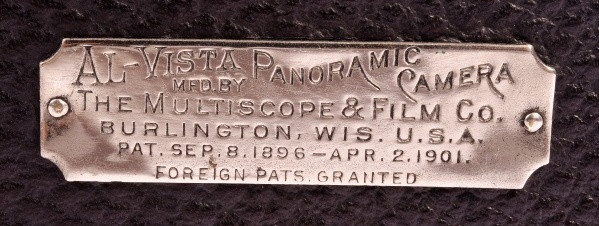 AL-VISTA PANORAMIC CAMERA
MFD. BY
THE MULTISCOPE & FILM CO.
BURLINGTON, WIS. U.S.A.
PAT. SEP. 8. 1896 - APR. 2. 1901.
FOREIGN PATS. GRANTED